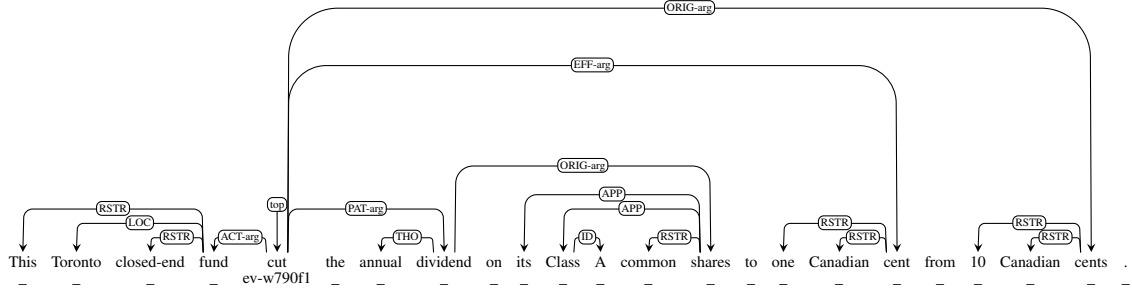 ORIG-arg
EFF-arg
ORIG-arg
APP
RSTR PAT-arg APP
top
LOC RSTR RSTR
RSTR ACT-arg THO ID RSTR RSTR RSTR
This Toronto closed-end fund cut the annual dividend on its Class A common shares to one Canadian cent from 10 Canadian cents .
ev-w790f1
_ _ _ _ _ _ _ _ _ _ _ _ _ _ _ _ _ _ _ _ _ _